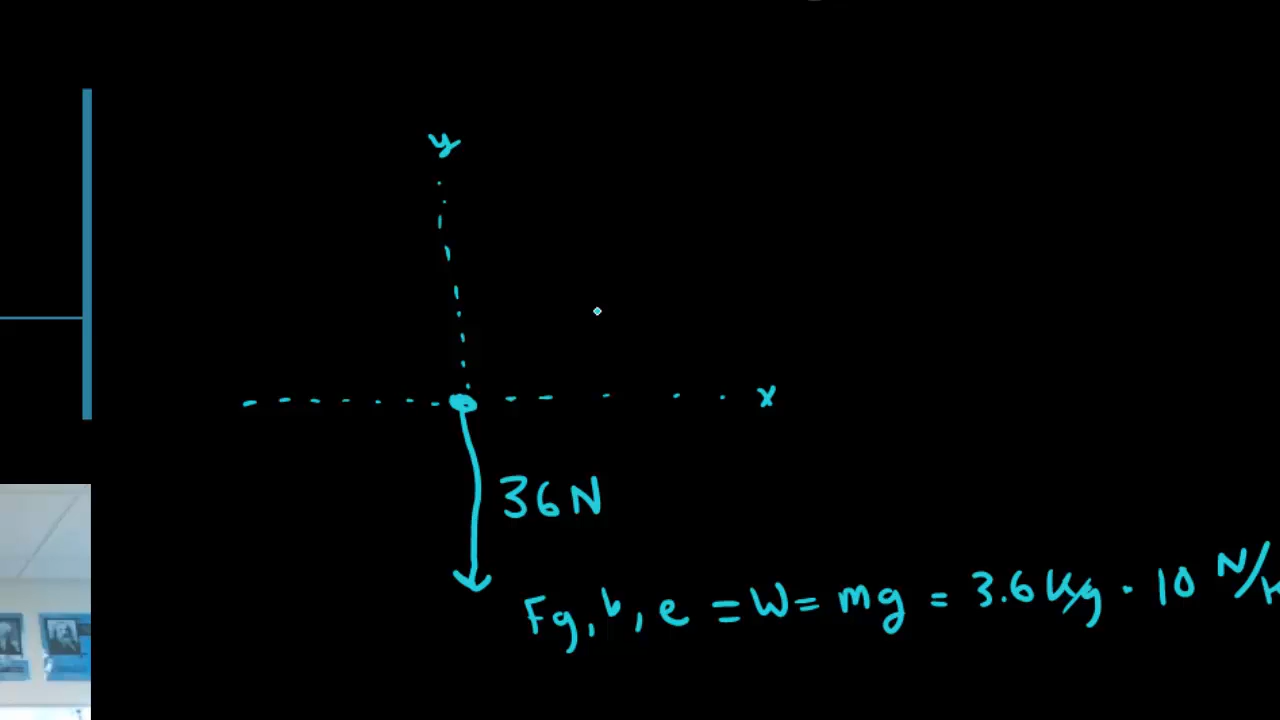 y
x
36N
Fg,b,e = W = mg = 3.6 Kg · 10 N/